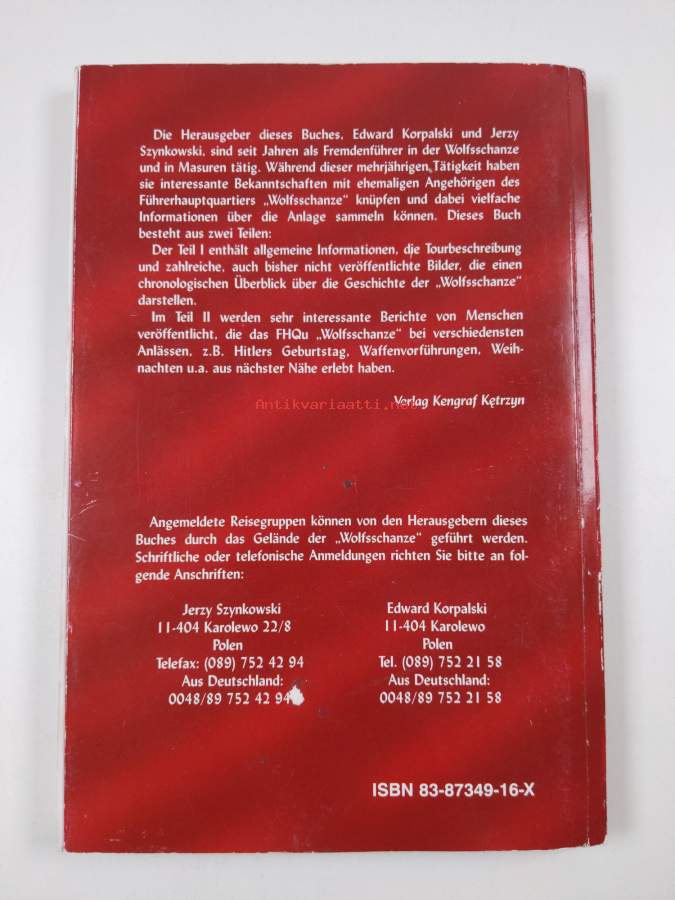 Die Herausgeber dieses Buches, Edward Korpalski und Jerzy
Szynkowski, sind seit Jahren als Fremdenführer in der Wolfsschanze
und in Masuren tätig. Während dieser mehrjährigen Tätigkeit haben
sie interessante Bekanntschaften mit ehemaligen Angehörigen des
Führerhauptquartiers „Wolfsschanze" knüpfen und dabei vielfache
Informationen über die Anlage sammeln können. Dieses Buch
besteht aus zwei Teilen:
Der Teil I enthält allgemeine Informationen, die Tourbeschreibung
und zahlreiche, auch bisher nicht veröffentlichte Bilder, die einen
chronologischen Überblick über die Geschichte der „Wolfsschanze"
darstellen.
Im Teil II werden sehr interessante Berichte von Menschen
veröffentlicht, die das FHQu „Wolfsschanze" bei verschiedensten
Anlässen, z.B. Hitlers Geburtstag, Waffenvorführungen, Weih-
nachten u.a. aus nächster Nähe erlebt haben.
Verlag Kengraf Kętrzyn
Antikvariaatti.net
Angemeldete Reisegruppen können von den Herausgebern dieses
Buches durch das Gelände der „Wolfsschanze" geführt werden.
Schriftliche oder telefonische Anmeldungen richten Sie bitte an fol-
gende Anschriften:
Jerzy Szynkowski
11-404 Karolewo 22/8
Polen
Telefax: (089) 752 42 94
Aus Deutschland:
0048/89 752 42 94
Edward Korpalski
11-404 Karolewo
Polen
Tel. (089) 752 21 58
Aus Deutschland:
0048/89 752 21 58
ISBN 83-87349-16-X